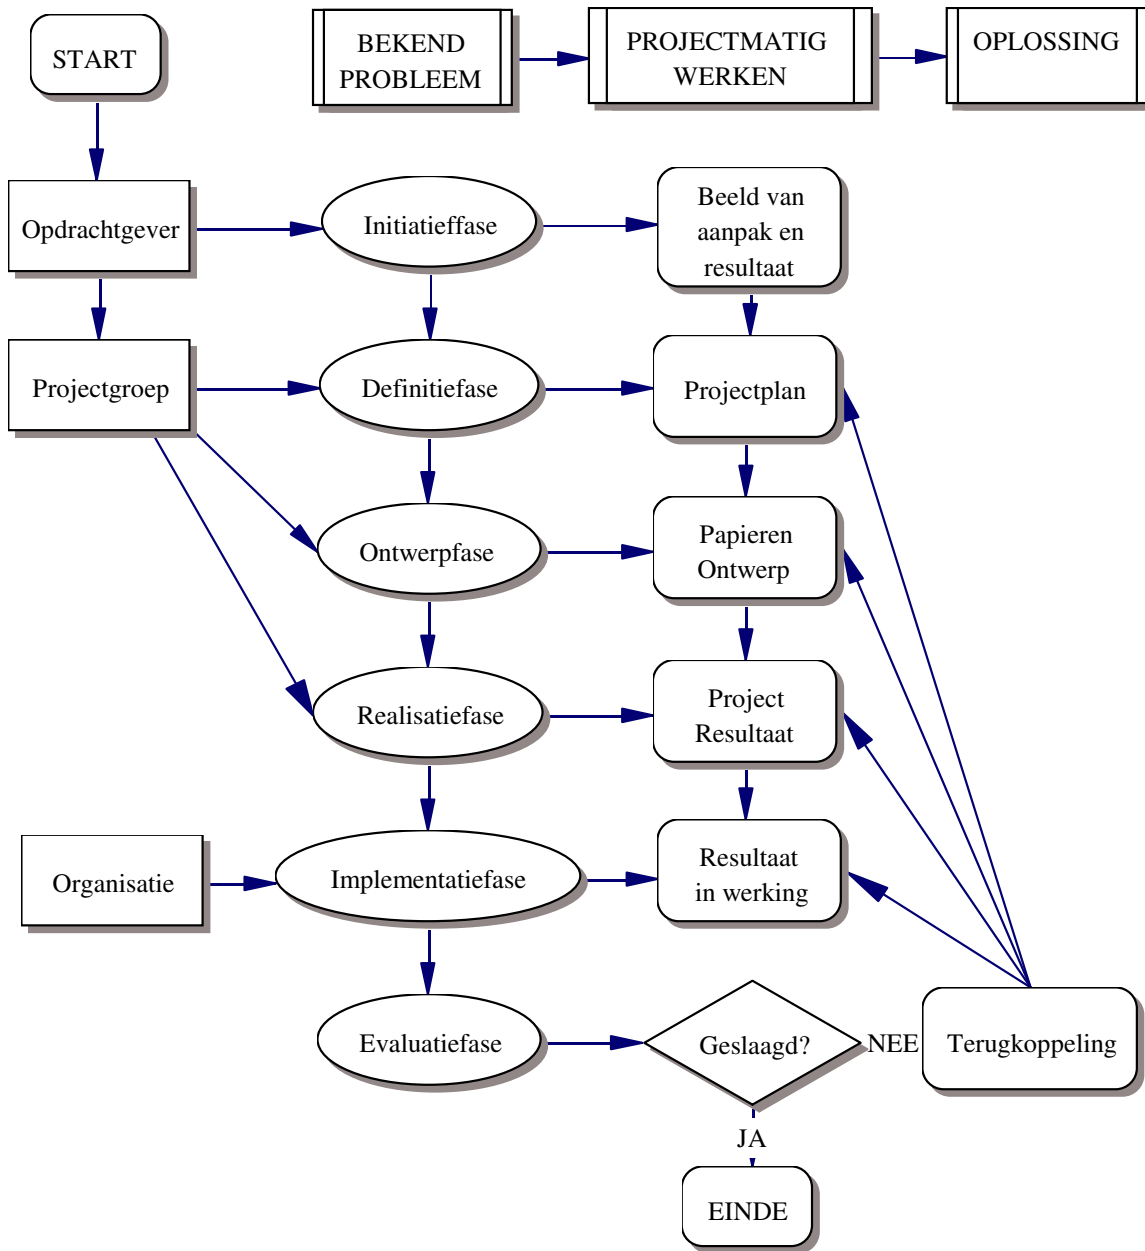 START
BEKEND
PROBLEEM
PROJECTMATIG
WERKEN
OPLOSSING
Opdrachtgever
Initiatieffase
Beeld van
aanpak en
resultaat
Projectgroep
Definitiefase
Projectplan
Ontwerpfase
Papieren
Ontwerp
Realisatiefase
Project
Resultaat
Organisatie
Implementatiefase
Resultaat
in werking
Evaluatiefase
Geslaagd?
NEE
Terugkoppeling
JA
EINDE